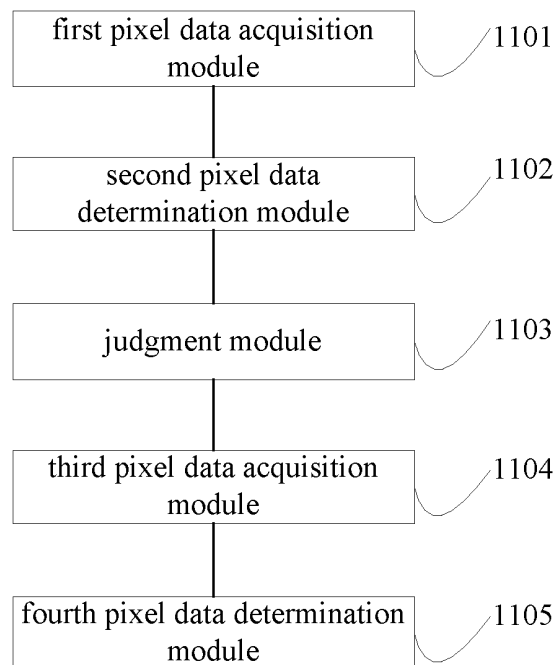 first pixel data acquisition
module
1101
second pixel data
determination module
1102
judgment module
1103
third pixel data acquisition
module
1104
fourth pixel data determination
module
1105